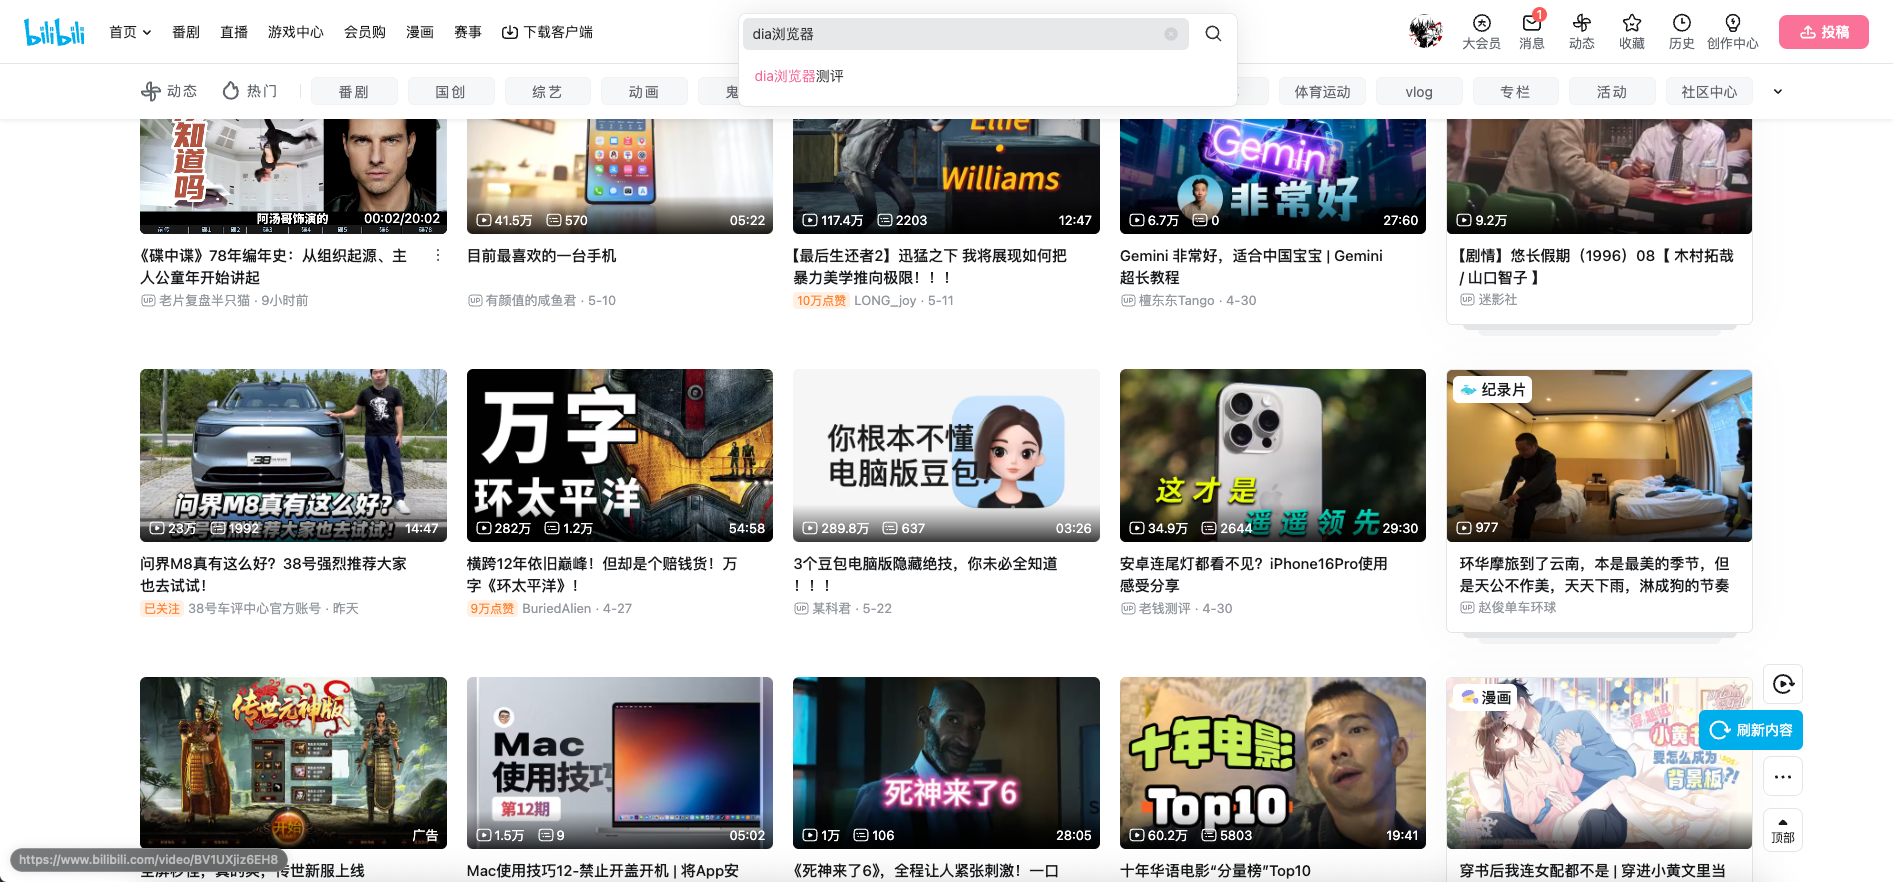 bilibili
首页
番剧
直播
游戏中心
会员购
漫画
赛事
下载客户端
dia浏览器
大会员
1
消息
动态
收藏
历史
创作中心
投稿
dia浏览器测评
动态
热门
番剧
国创
综艺
动画
体育运动
vlog
专栏
活动
社区中心
知道吗
阿汤哥饰演的
00:02/20:02
《碟中谍》78年编年史：从组织起源、主
人公童年开始讲起
UP 老片复盘半只猫 · 9小时前
41.5万
570
05:22
目前最喜欢的一台手机
UP 有颜值的咸鱼君 · 5-10
Ellie
Williams
117.4万
2203
12:47
【最后生还者2】迅猛之下 我将展现如何把
暴力美学推向极限！！！
10万点赞 LONG_joy · 5-11
Gemini
非常好
6.7万
0
27:60
Gemini 非常好，适合中国宝宝 | Gemini
超长教程
UP 檀东东Tango · 4-30
9.2万
【剧情】悠长假期（1996）08【 木村拓哉
/ 山口智子 】
UP 迷影社
38
问界M8真有这么好？
38号强烈推荐大家也去试试！
23万
1992
14:47
问界M8真有这么好？38号强烈推荐大家
也去试试！
已关注 38号车评中心官方账号 · 昨天
万字
环太平洋
282万
1.2万
54:58
横跨12年依旧巅峰！但却是个赔钱货！万
字《环太平洋》！
9万点赞 BuriedAlien · 4-27
你根本不懂
电脑版豆包
289.8万
637
03:26
3个豆包电脑版隐藏绝技，你未必全知道
！！！
UP 某科君 · 5-22
这才是
遥遥领先
34.9万
2644
29:30
安卓连尾灯都看不见？iPhone16Pro使用
感受分享
UP 老钱测评 · 4-30
纪录片
977
环华摩旅到了云南，本是最美的季节，但
是天公不作美，天天下雨，淋成狗的节奏
UP 赵俊单车环球
传世元神版
开始
广告
传世新服上线
https://www.bilibili.com/video/BV1UXjiz6EH8
Mac
使用技巧
第12期
1.5万
9
05:02
Mac使用技巧12-禁止开盖开机 | 将App安
死神来了6
1万
106
28:05
《死神来了6》，全程让人紧张刺激！一口
十年电影
Top10
60.2万
5803
19:41
十年华语电影“分量榜”Top10
漫画
穿越进
小黄书
要怎么成为
背景板?!
穿书后我连女配都不是 | 穿进小黄文里当
刷新内容
顶部